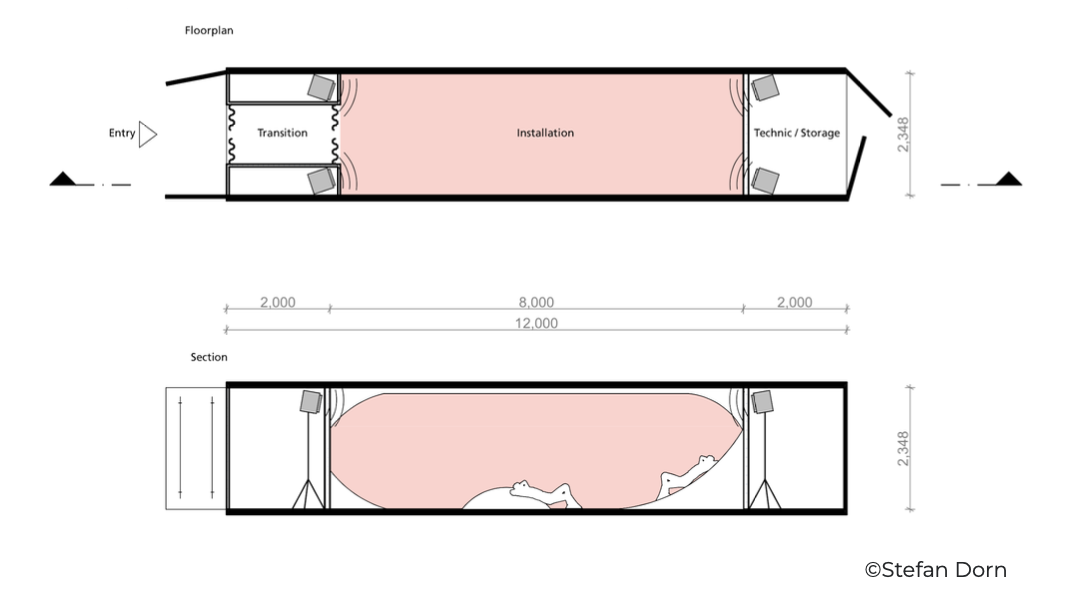 Floorplan
Entry
Transition
Installation
Technic / Storage
2,348
2,000
8,000
2,000
12,000
Section
2,348
©Stefan Dorn